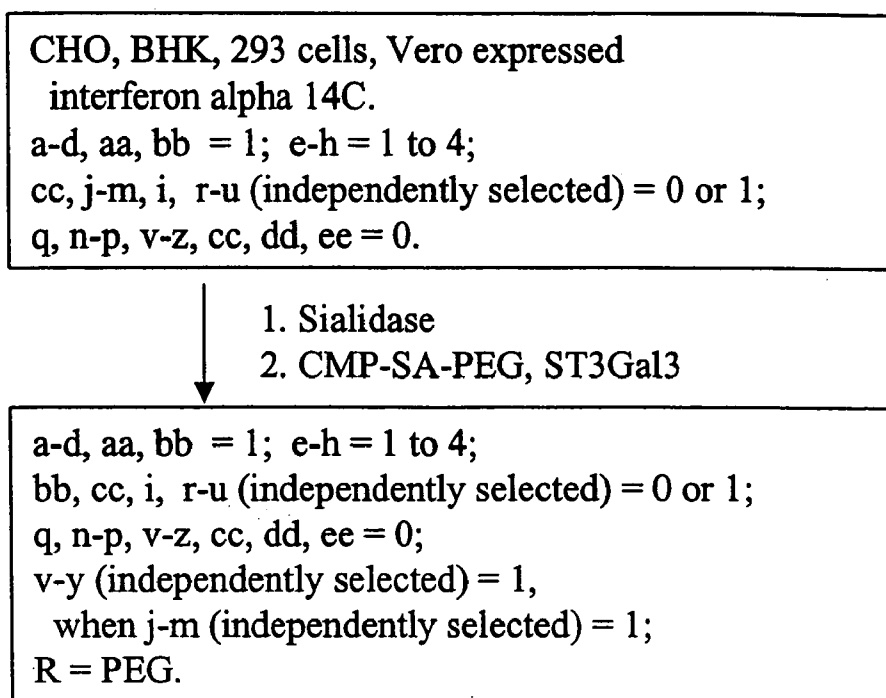 CHO, BHK, 293 cells, Vero expressed
interferon alpha 14C.
a-d, aa, bb = 1; e-h = 1 to 4;
cc, j-m, i, r-u (independently selected) = 0 or 1;
q, n-p, v-z, cc, dd, ee = 0.
1. Sialidase
2. CMP-SA-PEG, ST3Gal3
a-d, aa, bb = 1; e-h = 1 to 4;
bb, cc, i, r-u (independently selected) = 0 or 1;
q, n-p, v-z, cc, dd, ee = 0;
v-y (independently selected) = 1,
when j-m (independently selected) = 1;
R = PEG.